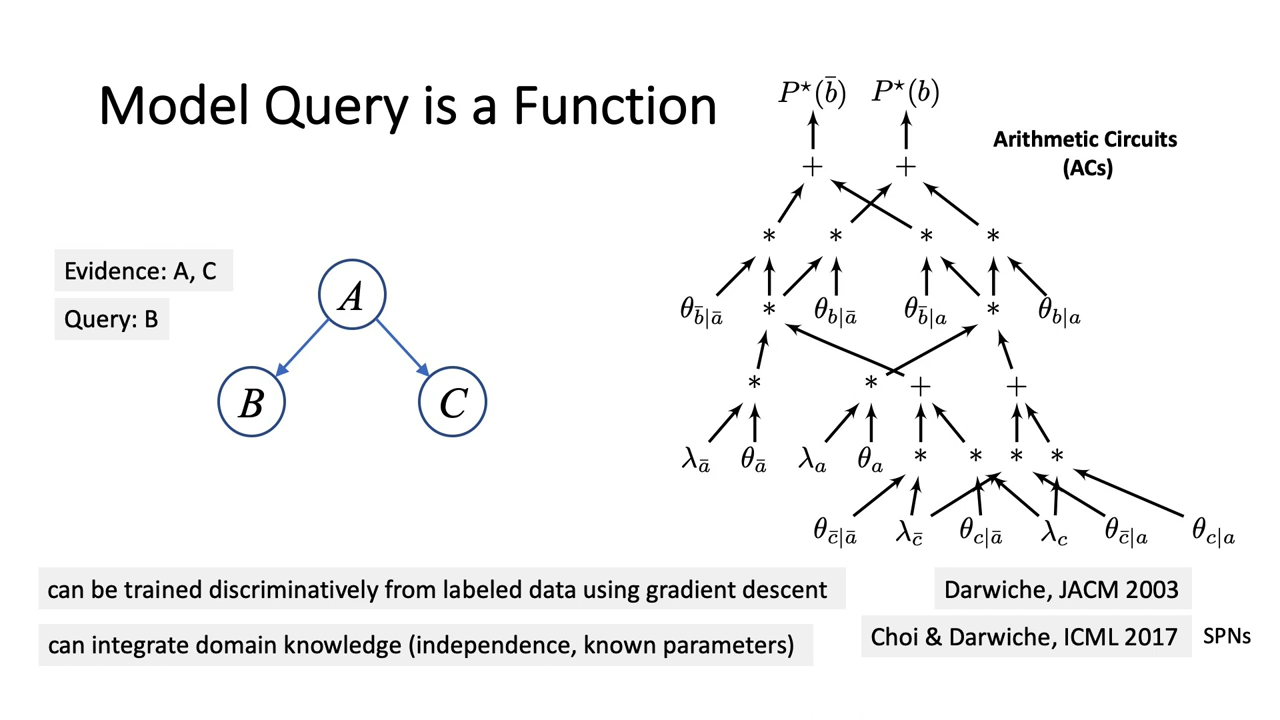 Model Query is a Function
P⋆(b̄) P⋆(b)
Arithmetic Circuits
(ACs)
+ +
* * * *
Evidence: A, C
Query: B
A
B C
θb̄|ā * θb|ā θb̄|a * θb|a
* * + +
λā θā λa θa * * * *
θc̄|ā λc̄ θc|ā λc θc̄|a θc|a
can be trained discriminatively from labeled data using gradient descent
Darwiche, JACM 2003
can integrate domain knowledge (independence, known parameters)
Choi & Darwiche, ICML 2017 SPNs